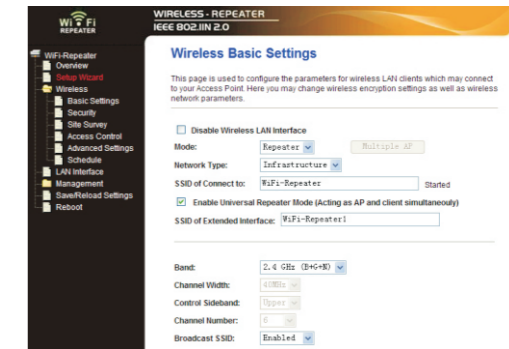 Wi Fi
REPEATER
WIRELESS - REPEATER
IEEE 802.11N 2.0
WiFi-Repeater
Overview
Setup Wizard
Wireless
Basic Settings
Security
Site Survey
Access Control
Advanced Settings
Schedule
LAN Interface
Management
Save/Reload Settings
Reboot
Wireless Basic Settings
This page is used to configure the parameters for wireless LAN clients which may connect
to your Access Point. Here you may change wireless encryption settings as well as wireless
network parameters.
Disable Wireless LAN Interface
Mode: Repeater Multiple AP
Network Type: Infrastructure
SSID of Connect to: WiFi-Repeater Started
Enable Universal Repeater Mode (Acting as AP and client simultaneouly)
SSID of Extended Interface: WiFi-Repeater1
Band: 2.4 GHz (B+G+N)
Channel Width: 40MHz
Control Sideband: Upper
Channel Number: 6
Broadcast SSID: Enabled